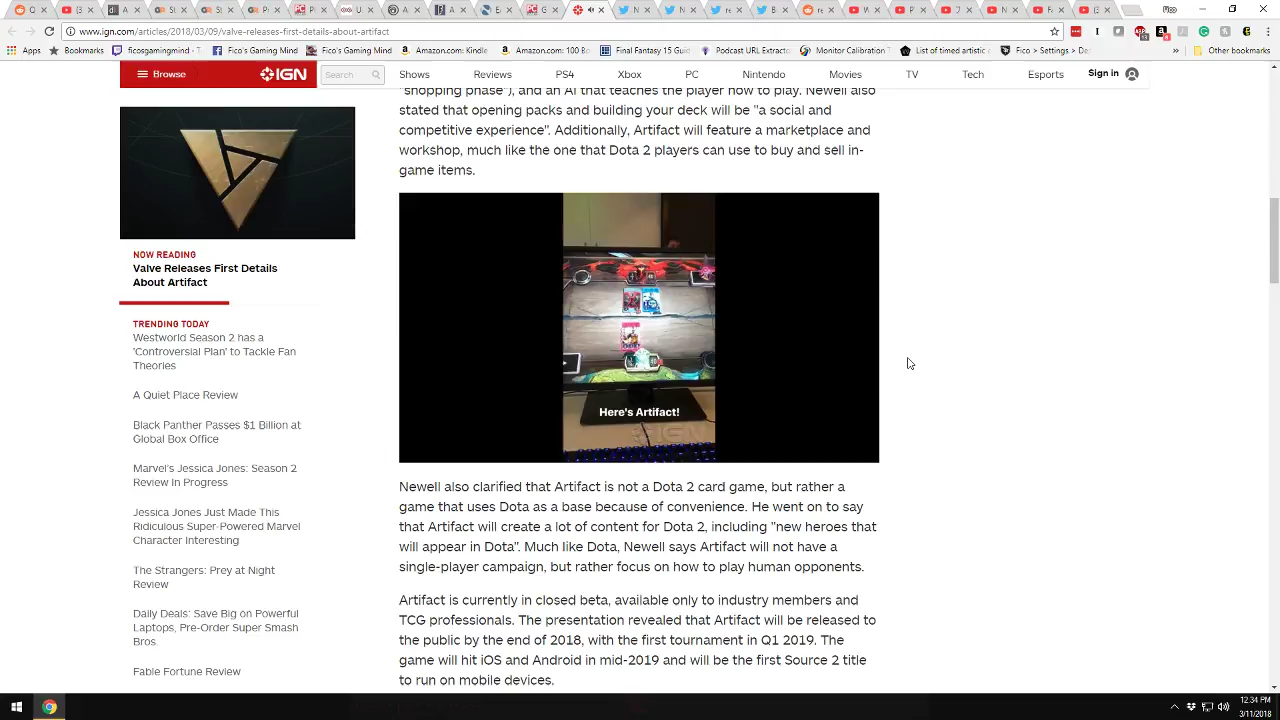 www.ign.com/articles/2018/03/09/valve-releases-first-details-about-artifact
Apps
Bookmarks
ficosgamingmind - T
Fico's Gaming Mind
Fico's Gaming Mind
Amazon.com: Kindle
Amazon.com: 100 Be
Final Fantasy 15 Guid
Podcast URL Extract
Monitor Calibration T
List of timed artistic a
Fico > Settings > De
»
Other bookmarks
Browse
IGN
Search
Shows
Reviews
PS4
Xbox
PC
Nintendo
Movies
TV
Tech
Esports
Sign in
NOW READING
Valve Releases First Details
About Artifact
TRENDING TODAY
Westworld Season 2 has a
'Controversial Plan' to Tackle Fan
Theories
A Quiet Place Review
Black Panther Passes $1 Billion at
Global Box Office
Marvel's Jessica Jones: Season 2
Review In Progress
Jessica Jones Just Made This
Ridiculous Super-Powered Marvel
Character Interesting
The Strangers: Prey at Night
Review
Daily Deals: Save Big on Powerful
Laptops, Pre-Order Super Smash
Bros.
Fable Fortune Review
"shopping phase"), and an AI that teaches the player how to play. Newell also
stated that opening packs and building your deck will be "a social and
competitive experience". Additionally, Artifact will feature a marketplace and
workshop, much like the one that Dota 2 players can use to buy and sell in-
game items.
Here's Artifact!
IGN
Newell also clarified that Artifact is not a Dota 2 card game, but rather a
game that uses Dota as a base because of convenience. He went on to say
that Artifact will create a lot of content for Dota 2, including "new heroes that
will appear in Dota". Much like Dota, Newell says Artifact will not have a
single-player campaign, but rather focus on how to play human opponents.
Artifact is currently in closed beta, available only to industry members and
TCG professionals. The presentation revealed that Artifact will be released to
the public by the end of 2018, with the first tournament in Q1 2019. The
game will hit iOS and Android in mid-2019 and will be the first Source 2 title
to run on mobile devices.
12:34 PM
3/11/2018